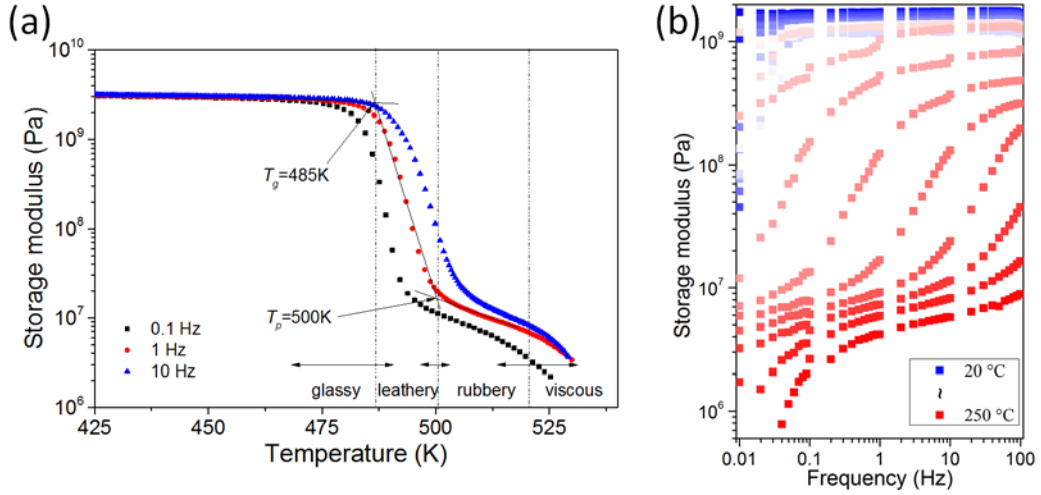 (a)
10^10
10^9
10^8
10^7
10^6
Storage modulus (Pa)
T_g=485K
T_p=500K
0.1 Hz
1 Hz
10 Hz
glassy
leathery
rubbery
viscous
425
450
475
500
525
Temperature (K)
(b)
10^9
10^8
10^7
10^6
Storage modulus (Pa)
20 °C
~
250 °C
0.01
0.1
1
10
100
Frequency (Hz)